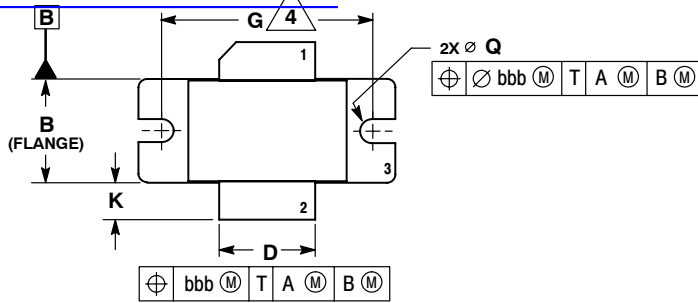 B
G 4
1
2X ⌀ Q
⌖ ⌀ bbb Ⓜ T A Ⓜ B Ⓜ
B
(FLANGE)
3
K
2
D
⌖ bbb Ⓜ T A Ⓜ B Ⓜ